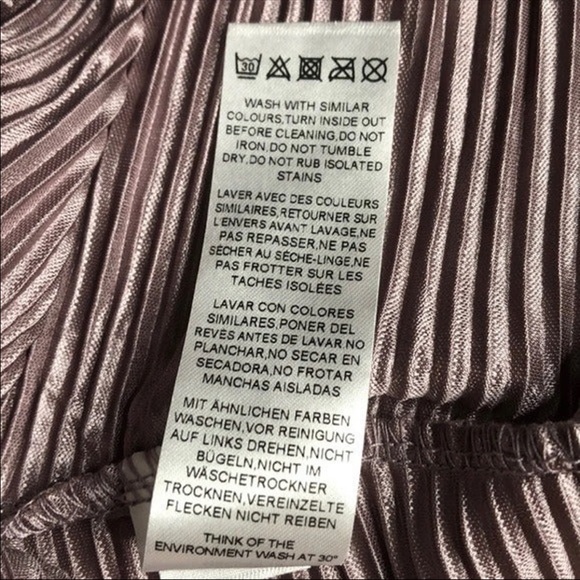 30
WASH WITH SIMILAR
COLOURS,TURN INSIDE OUT
BEFORE CLEANING,DO NOT
IRON.DO NOT TUMBLE
DRY.DO NOT RUB ISOLATED
STAINS
LAVER AVEC DES COULEURS
SIMILAIRES,RETOURNER SUR
L'ENVERS AVANT LAVAGE,NE
PAS REPASSER,NE PAS
SÉCHER AU SÈCHE-LINGE,NE
PAS FROTTER SUR LES
TACHES ISOLÉES
LAVAR CON COLORES
SIMILARES,PONER DEL
REVÉS ANTES DE LAVAR,NO
PLANCHAR,NO SECAR EN
SECADORA,NO FROTAR
MANCHAS AISLADAS
MIT ÄHNLICHEN FARBEN
WASCHEN,VOR REINIGUNG
AUF LINKS DREHEN,NICHT
BÜGELN,NICHT IM
WÄSCHETROCKNER
TROCKNEN,VEREINZELTE
FLECKEN NICHT REIBEN
THINK OF THE
ENVIRONMENT WASH AT 30°